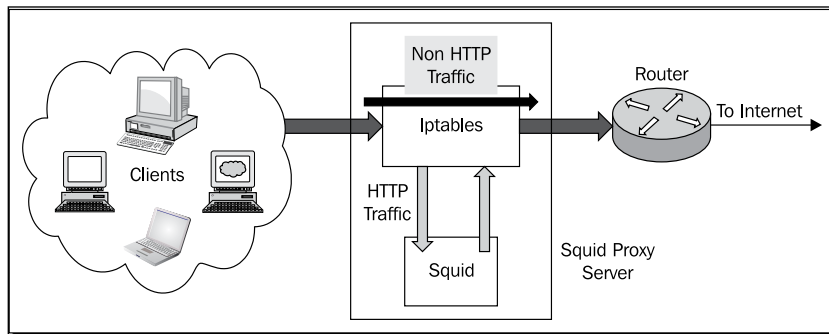 Non HTTP
Traffic
Router
To Internet
Iptables
Clients
HTTP
Traffic
Squid
Squid Proxy
Server